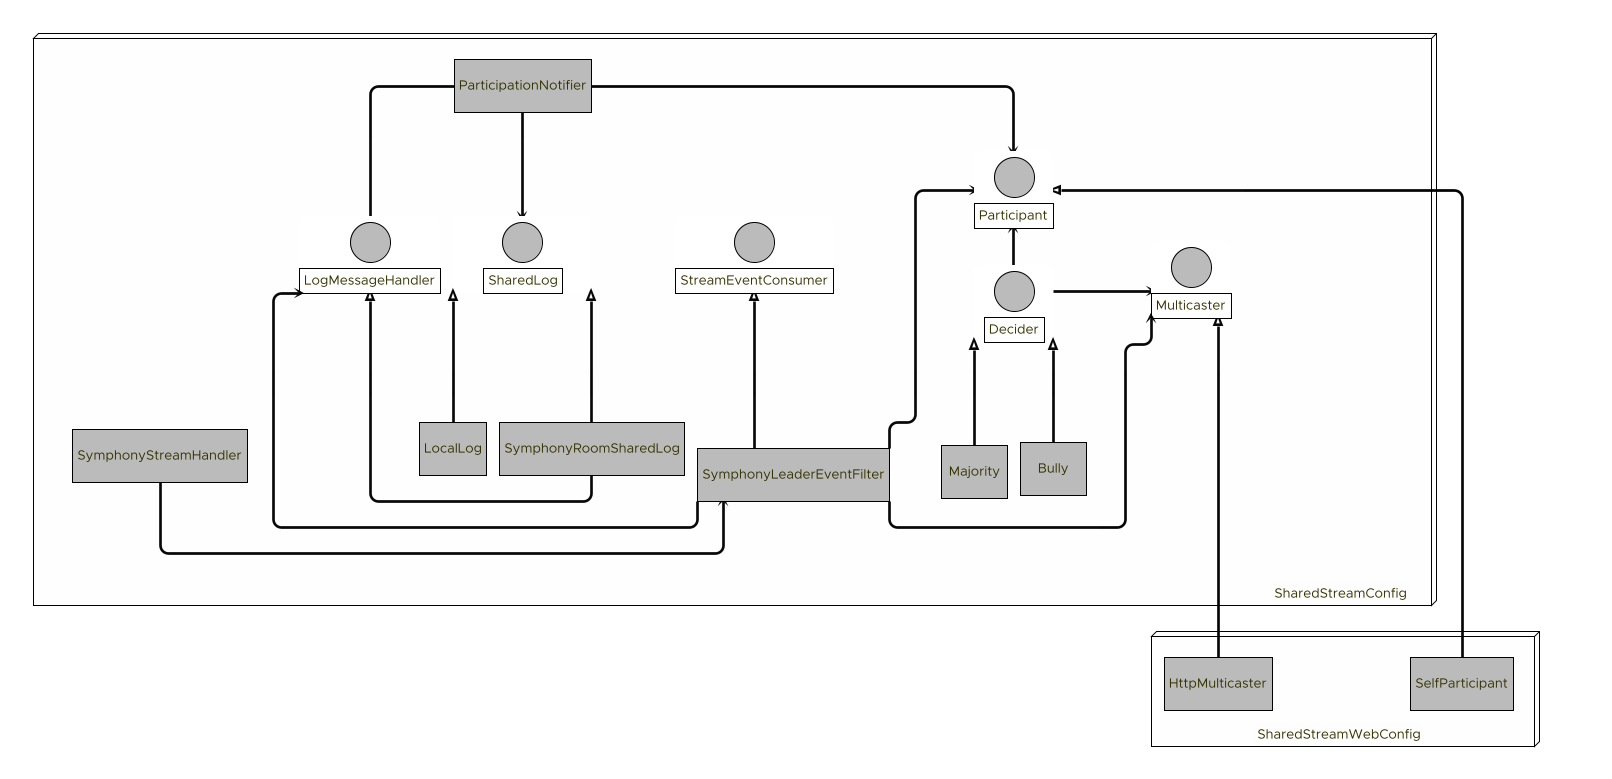 ParticipationNotifier
Participant
LogMessageHandler
SharedLog
StreamEventConsumer
Multicaster
Decider
SymphonyStreamHandler
LocalLog
SymphonyRoomSharedLog
SymphonyLeaderEventFilter
Majority
Bully
SharedStreamConfig
HttpMulticaster
SelfParticipant
SharedStreamWebConfig